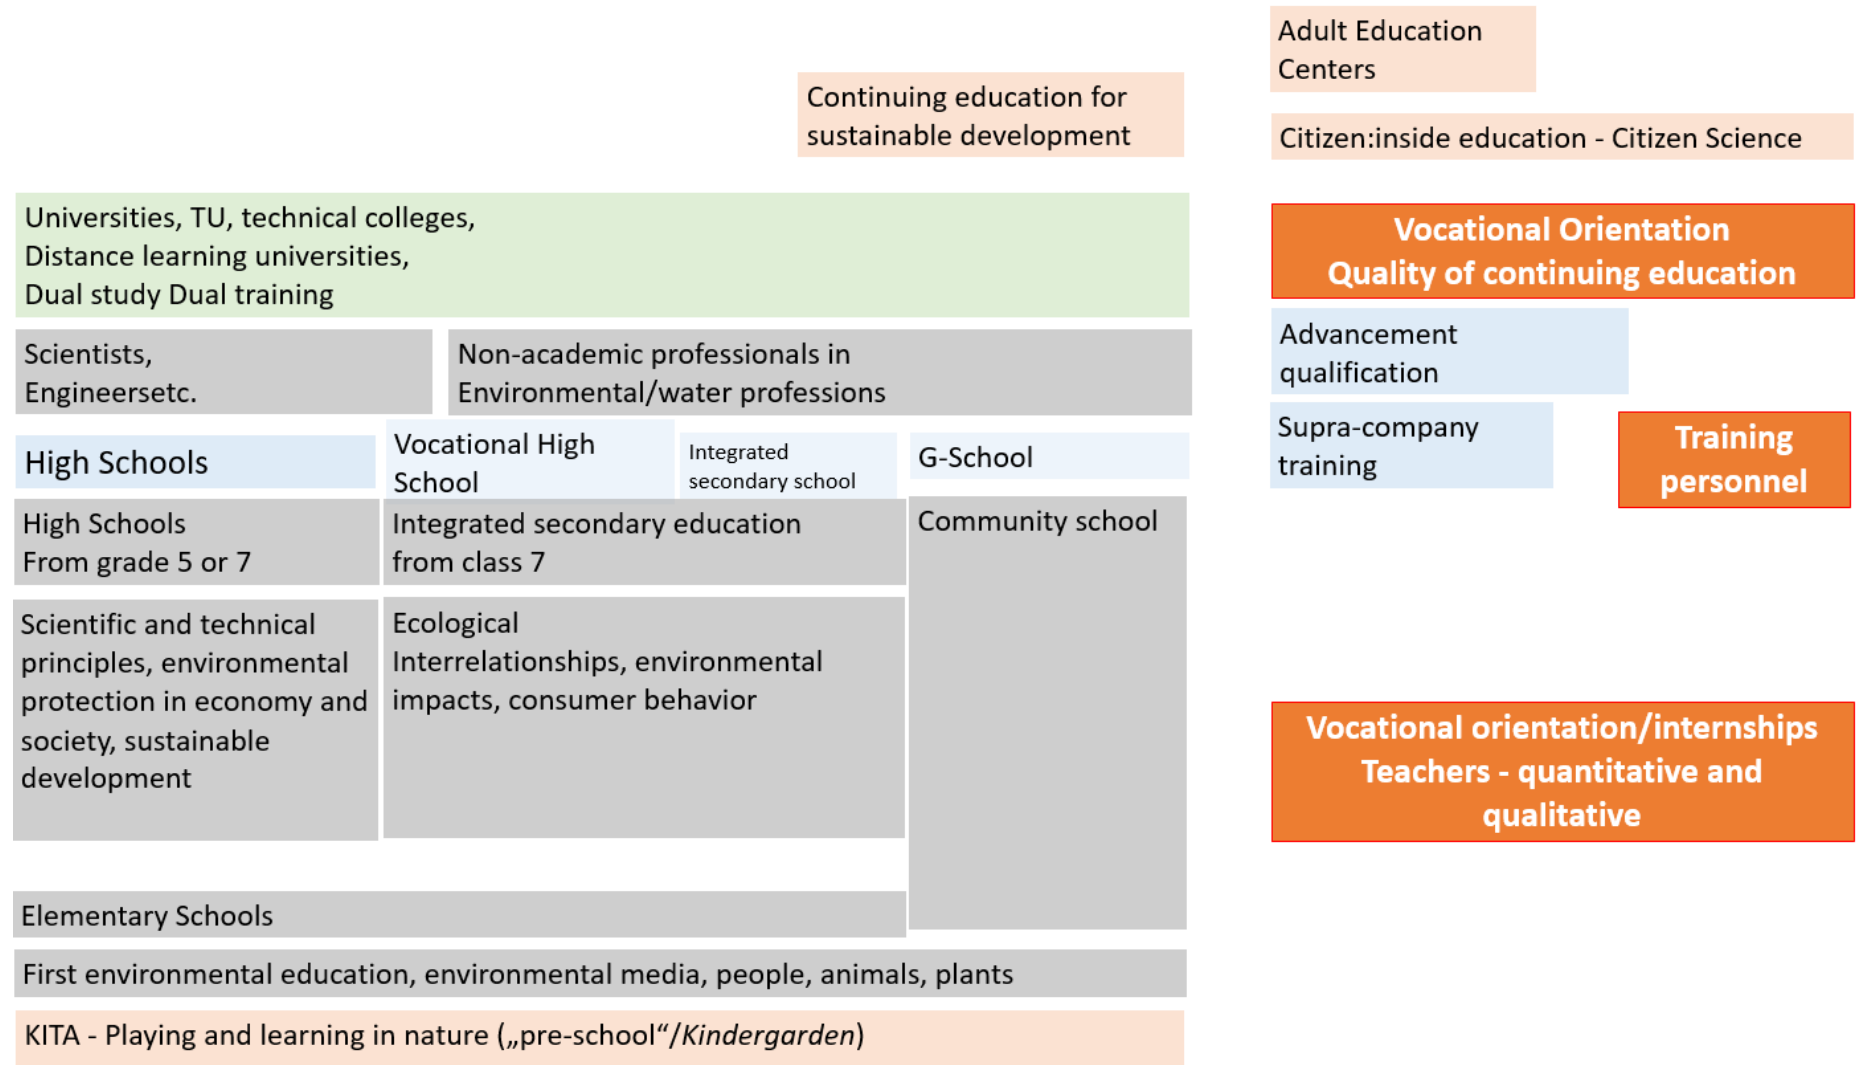 Adult Education
Centers
Continuing education for
sustainable development
Citizen:inside education - Citizen Science
Universities, TU, technical colleges,
Distance learning universities,
Dual study Dual training
Vocational Orientation
Quality of continuing education
Scientists,
Engineersetc.
Non-academic professionals in
Environmental/water professions
Advancement
qualification
High Schools
Vocational High
School
Integrated
secondary school
G-School
Supra-company
training
Training
personnel
High Schools
From grade 5 or 7
Integrated secondary education
from class 7
Community school
Scientific and technical
principles, environmental
protection in economy and
society, sustainable
development
Ecological
Interrelationships, environmental
impacts, consumer behavior
Vocational orientation/internships
Teachers - quantitative and
qualitative
Elementary Schools
First environmental education, environmental media, people, animals, plants
KITA - Playing and learning in nature („pre-school“/Kindergarden)